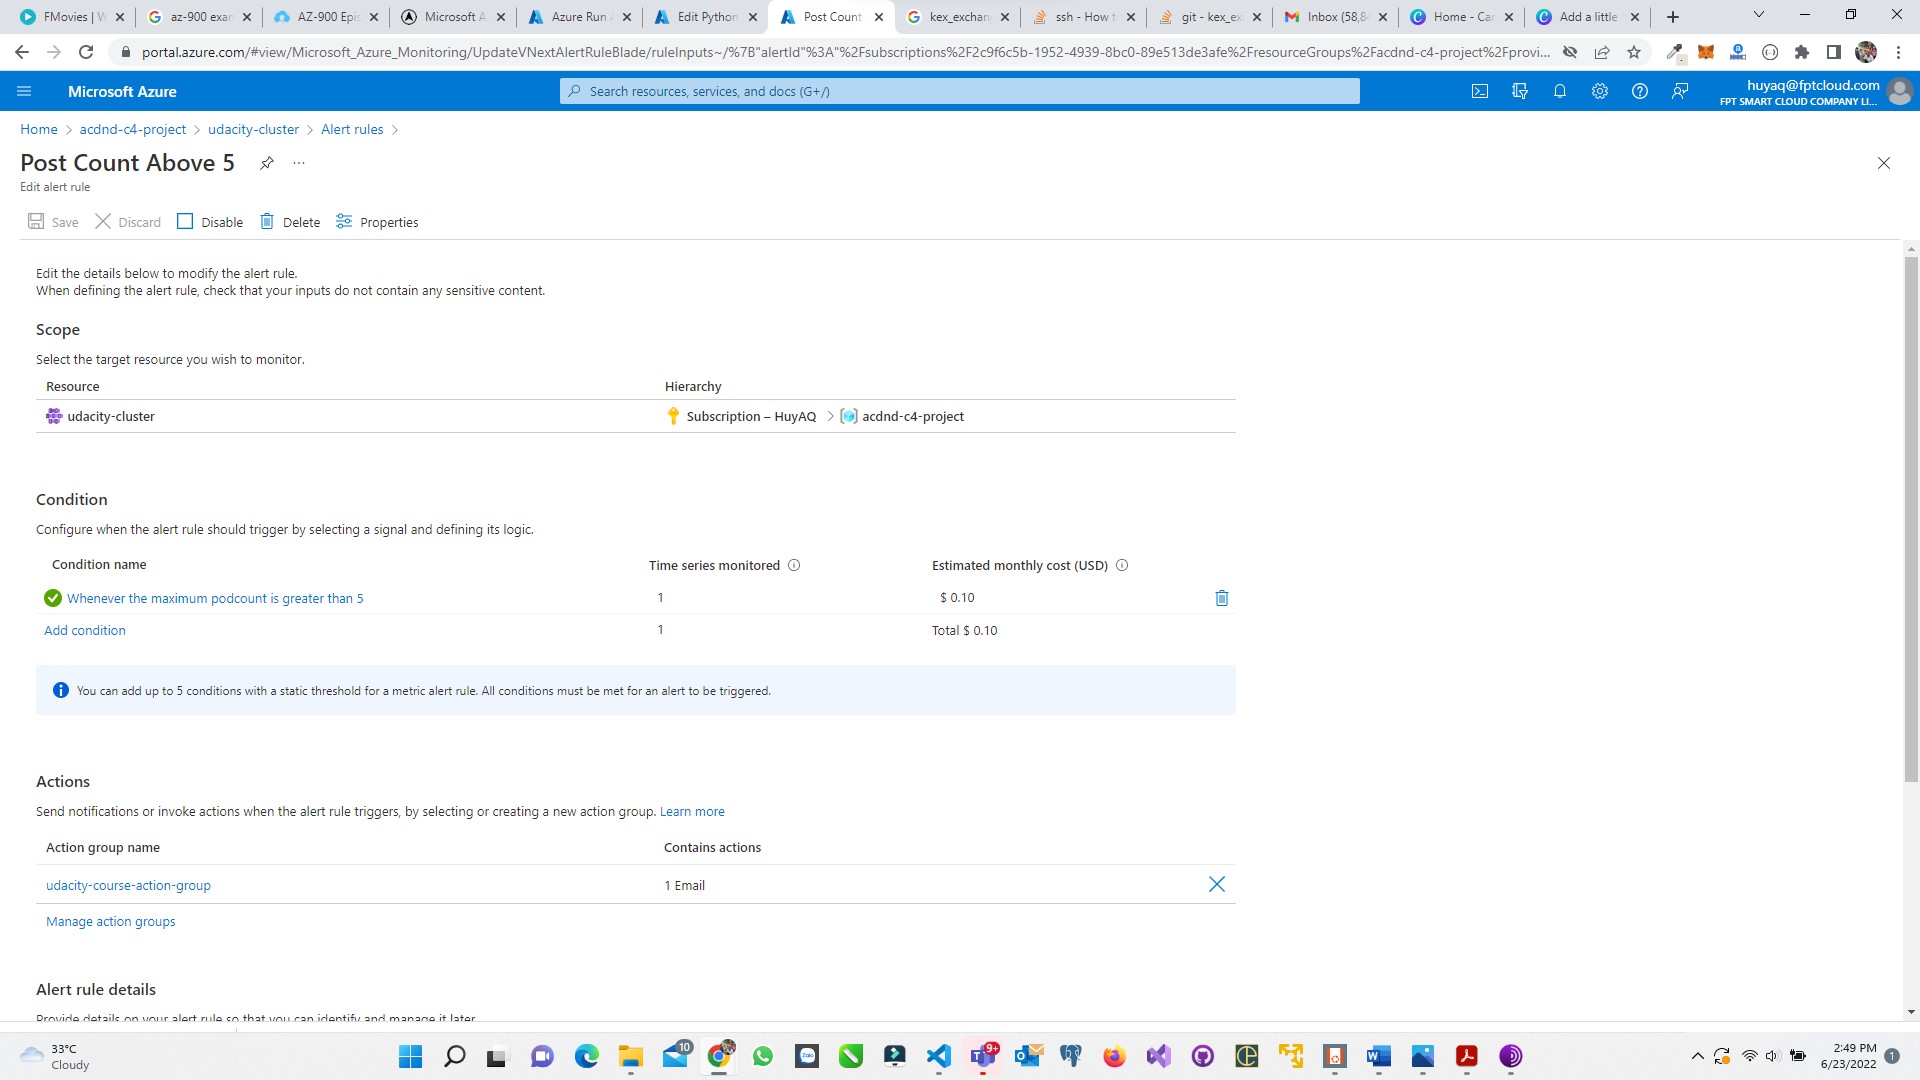 FMovies | W
az-900 exan
AZ-900 Epis
Microsoft A
Azure Run A
Edit Python
Post Count
kex_exchan
ssh - How t
git - kex_ex
Inbox (58,8
Home - Can
Add a little
portal.azure.com/#view/Microsoft_Azure_Monitoring/UpdateVNextAlertRuleBlade/ruleInputs~/%7B"alertId"%3A"%2Fsubscriptions%2F2c9f6c5b-1952-4939-8bc0-89e513de3afe%2FresourceGroups%2Facdnd-c4-project%2Fprovi...
Microsoft Azure
Search resources, services, and docs (G+/)
huyaq@fptcloud.com
FPT SMART CLOUD COMPANY LI...
Home > acdnd-c4-project > udacity-cluster > Alert rules >
Post Count Above 5 ...
Edit alert rule
Save Discard Disable Delete Properties
Edit the details below to modify the alert rule.
When defining the alert rule, check that your inputs do not contain any sensitive content.
Scope
Select the target resource you wish to monitor.
Resource Hierarchy
udacity-cluster Subscription – HuyAQ > acdnd-c4-project
Condition
Configure when the alert rule should trigger by selecting a signal and defining its logic.
Condition name Time series monitored Estimated monthly cost (USD)
Whenever the maximum podcount is greater than 5 1 $ 0.10
Add condition 1 Total $ 0.10
You can add up to 5 conditions with a static threshold for a metric alert rule. All conditions must be met for an alert to be triggered.
Actions
Send notifications or invoke actions when the alert rule triggers, by selecting or creating a new action group. Learn more
Action group name Contains actions
udacity-course-action-group 1 Email
Manage action groups
Alert rule details
Provide details on your alert rule so that you can identify and manage it later.
33°C
Cloudy
10
Zalo
9+
2:49 PM
6/23/2022
1